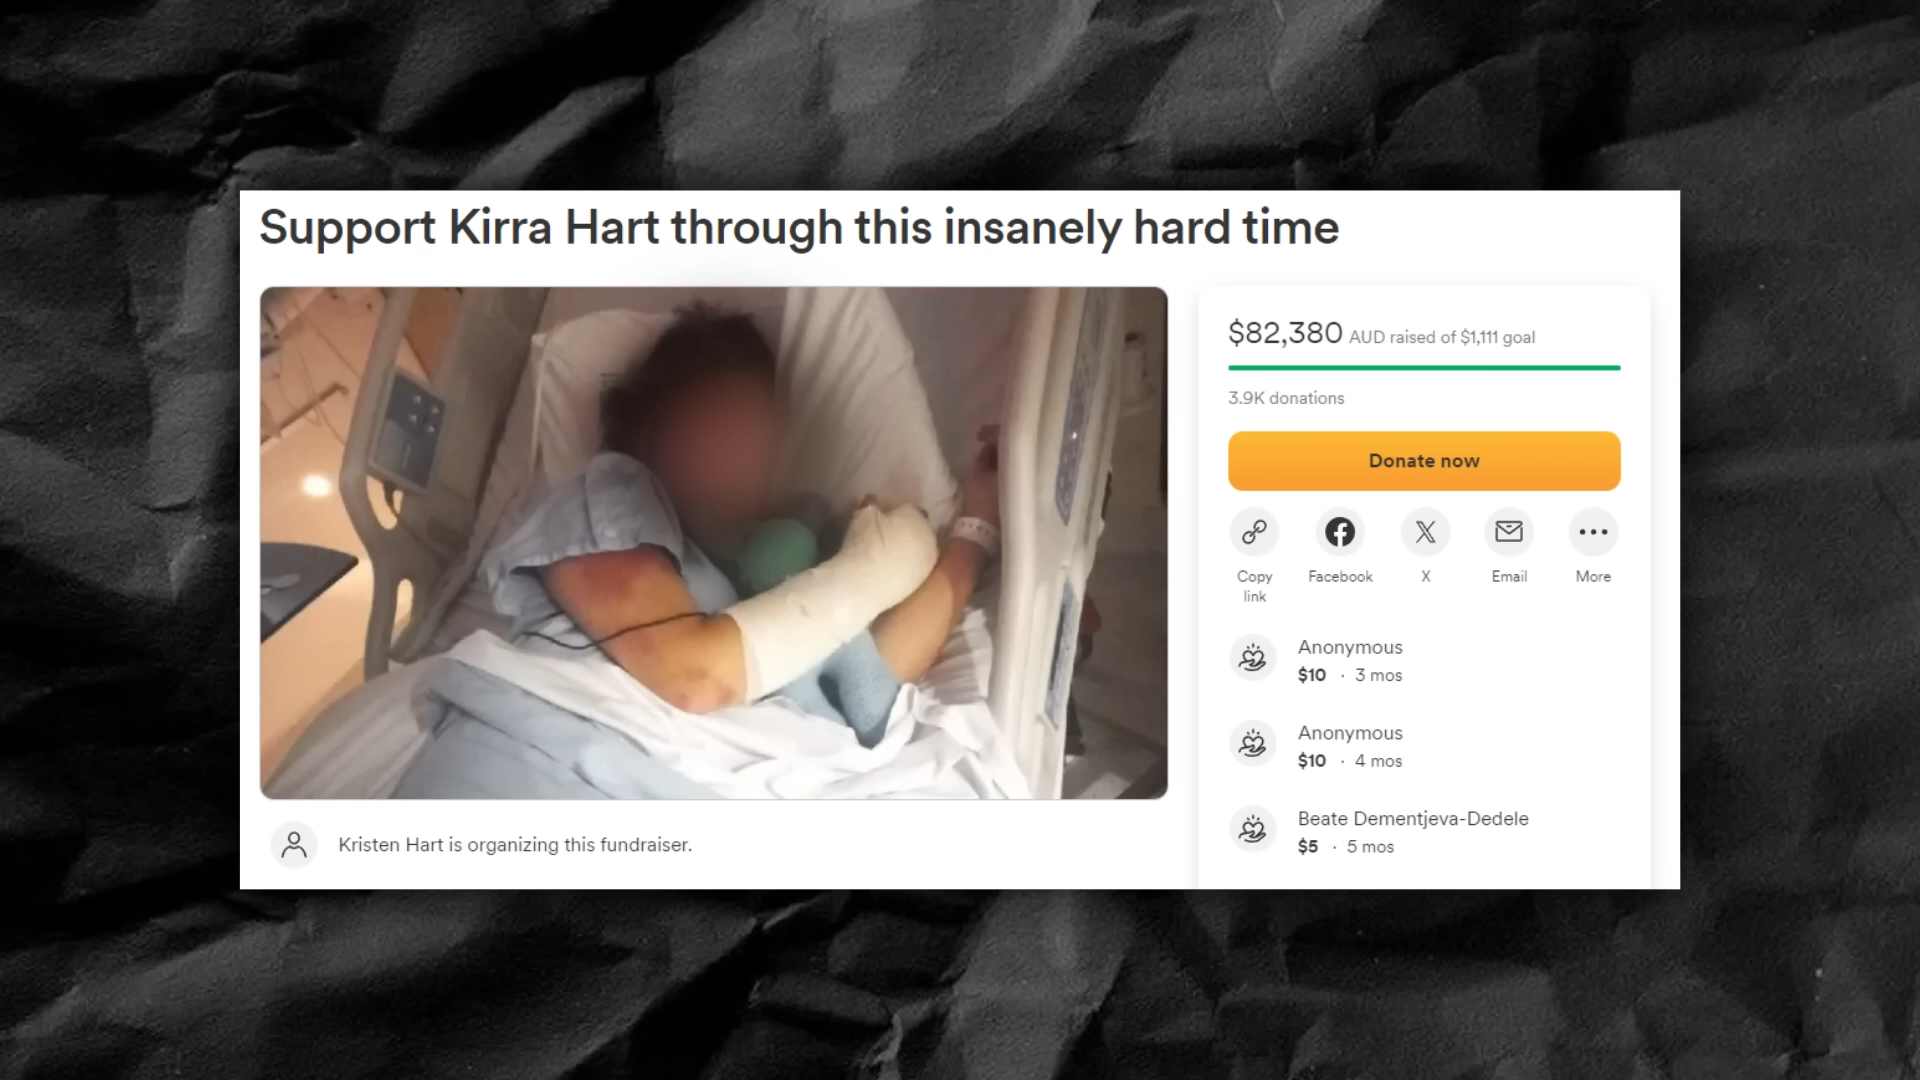 Support Kirra Hart through this insanely hard time
$82,380 AUD raised of $1,111 goal
3.9K donations
Donate now
Copy link
Facebook
X
Email
More
Anonymous
$10 · 3 mos
Anonymous
$10 · 4 mos
Beate Dementjeva-Dedele
$5 · 5 mos
Kristen Hart is organizing this fundraiser.